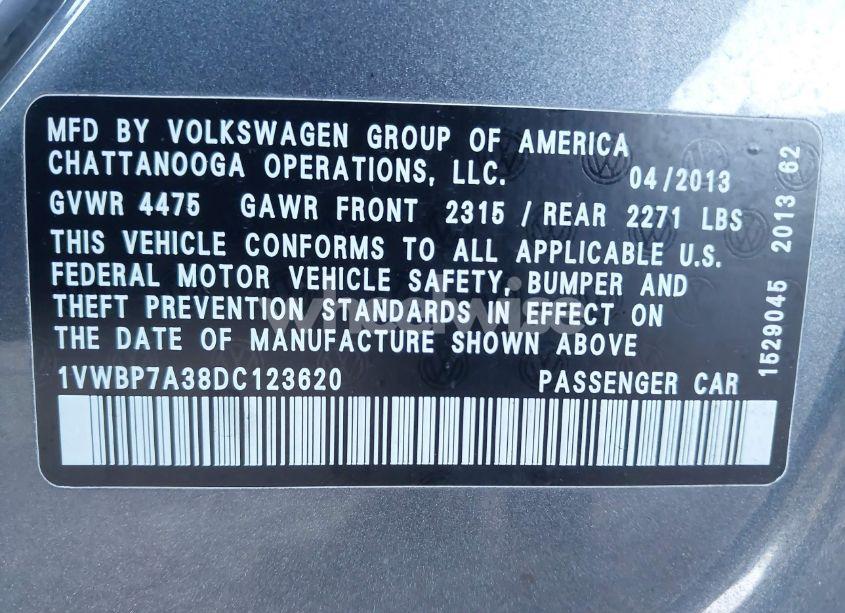 MFD BY VOLKSWAGEN GROUP OF AMERICA
CHATTANOOGA OPERATIONS, LLC. 04/2013
GVWR 4475 GAWR FRONT 2315 / REAR 2271 LBS
THIS VEHICLE CONFORMS TO ALL APPLICABLE U.S.
FEDERAL MOTOR VEHICLE SAFETY, BUMPER AND
THEFT PREVENTION STANDARDS IN EFFECT ON
THE DATE OF MANUFACTURE SHOWN ABOVE
1VWBP7A38DC123620 PASSENGER CAR
1529045 2013 62
wheelwise